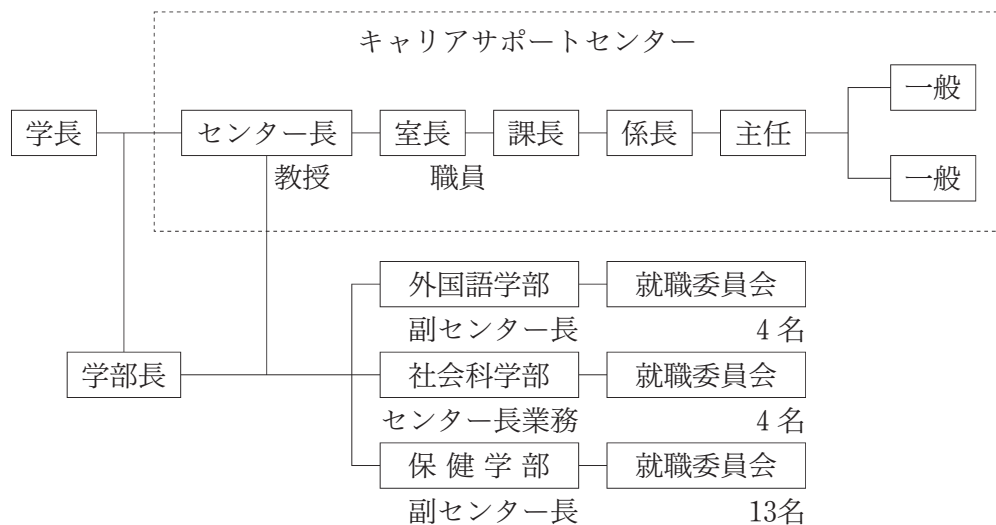 キャリアサポートセンター
一般
学長 センター長 室長 課長 係長 主任
教授 職員
一般
外国語学部 就職委員会
副センター長 4名
学部長 社会科学部 就職委員会
センター長業務 4名
保健学部 就職委員会
副センター長 13名